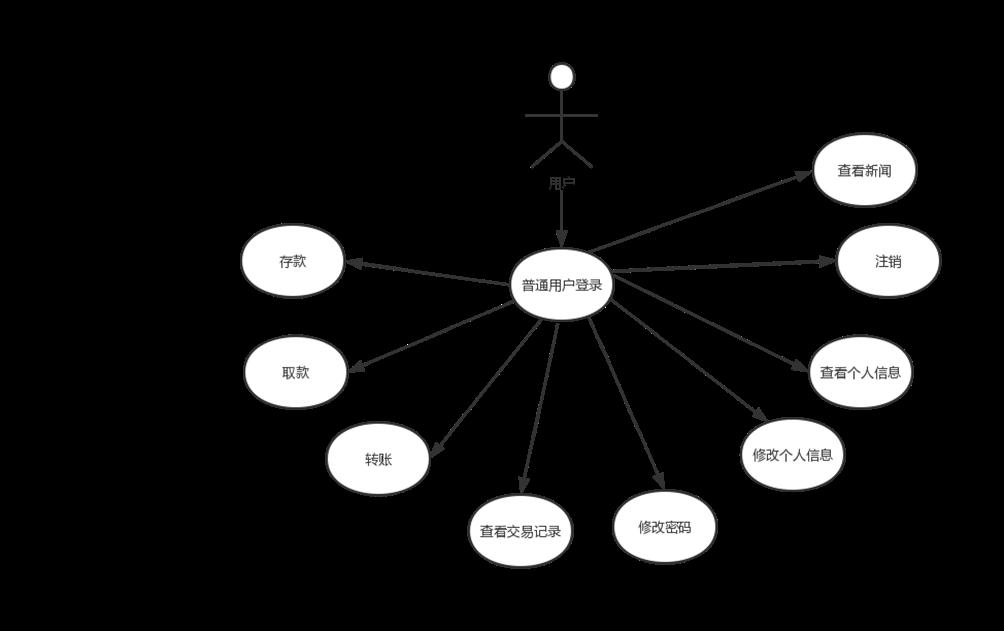 用户
查看新闻
存款
注销
普通用户登录
取款
查看个人信息
转账
修改个人信息
查看交易记录
修改密码